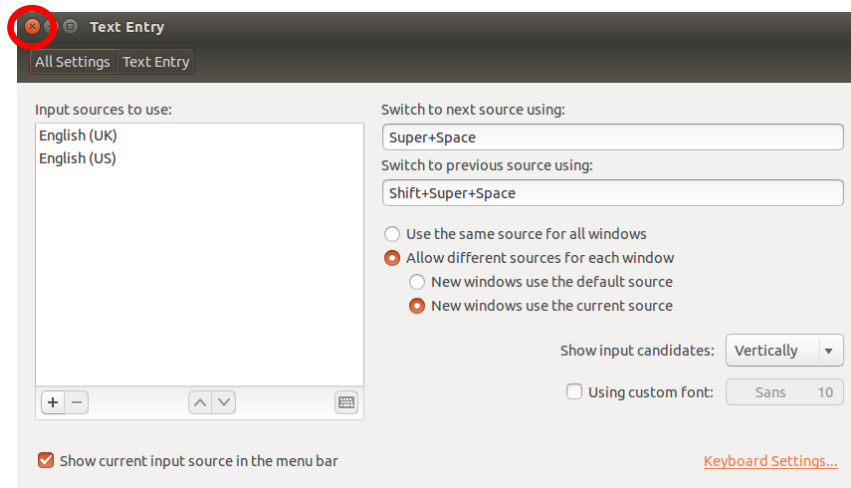 Text Entry
All Settings Text Entry
Input sources to use:
English (UK)
English (US)
Switch to next source using:
Super+Space
Switch to previous source using:
Shift+Super+Space
Use the same source for all windows
Allow different sources for each window
New windows use the default source
New windows use the current source
Show input candidates: Vertically
Using custom font: Sans 10
Show current input source in the menu bar
Keyboard Settings...